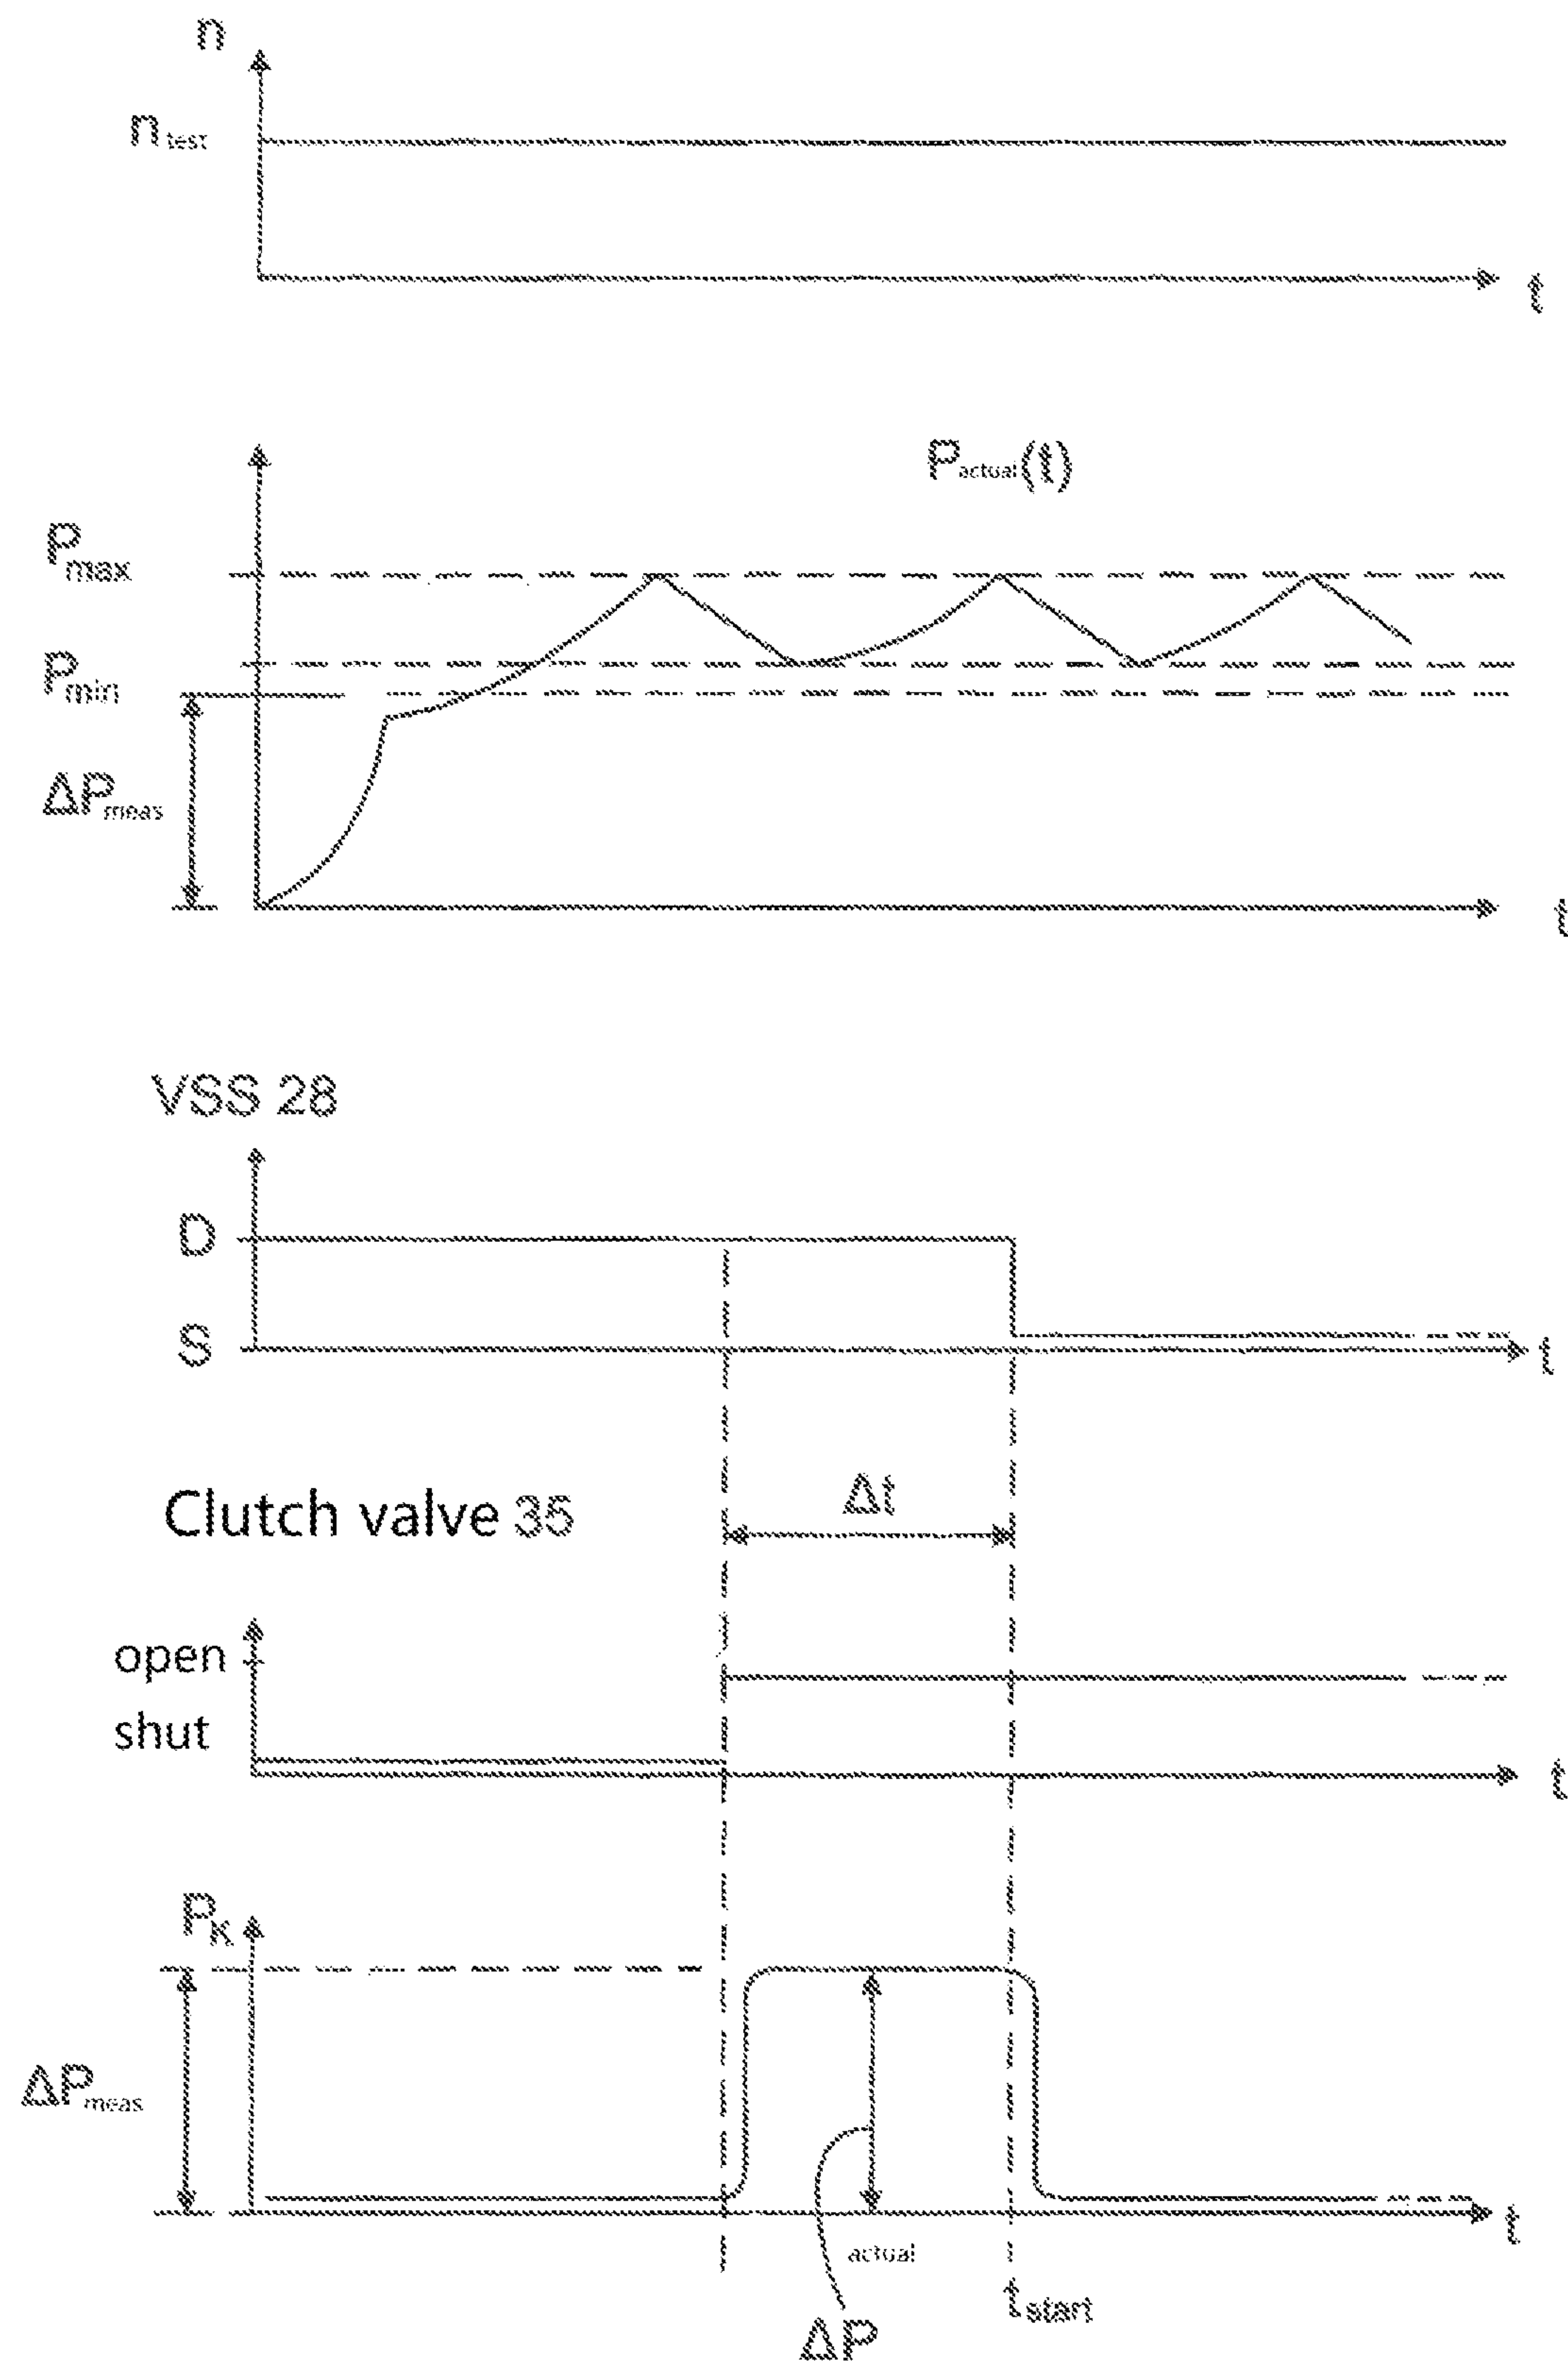 n
n test
t
P actual (t)
P max
P min
ΔP meas
t
VSS 28
D
S
t
Clutch valve 35
Δt
open
shut
t
P K
ΔP meas
t
actual
t start
ΔP